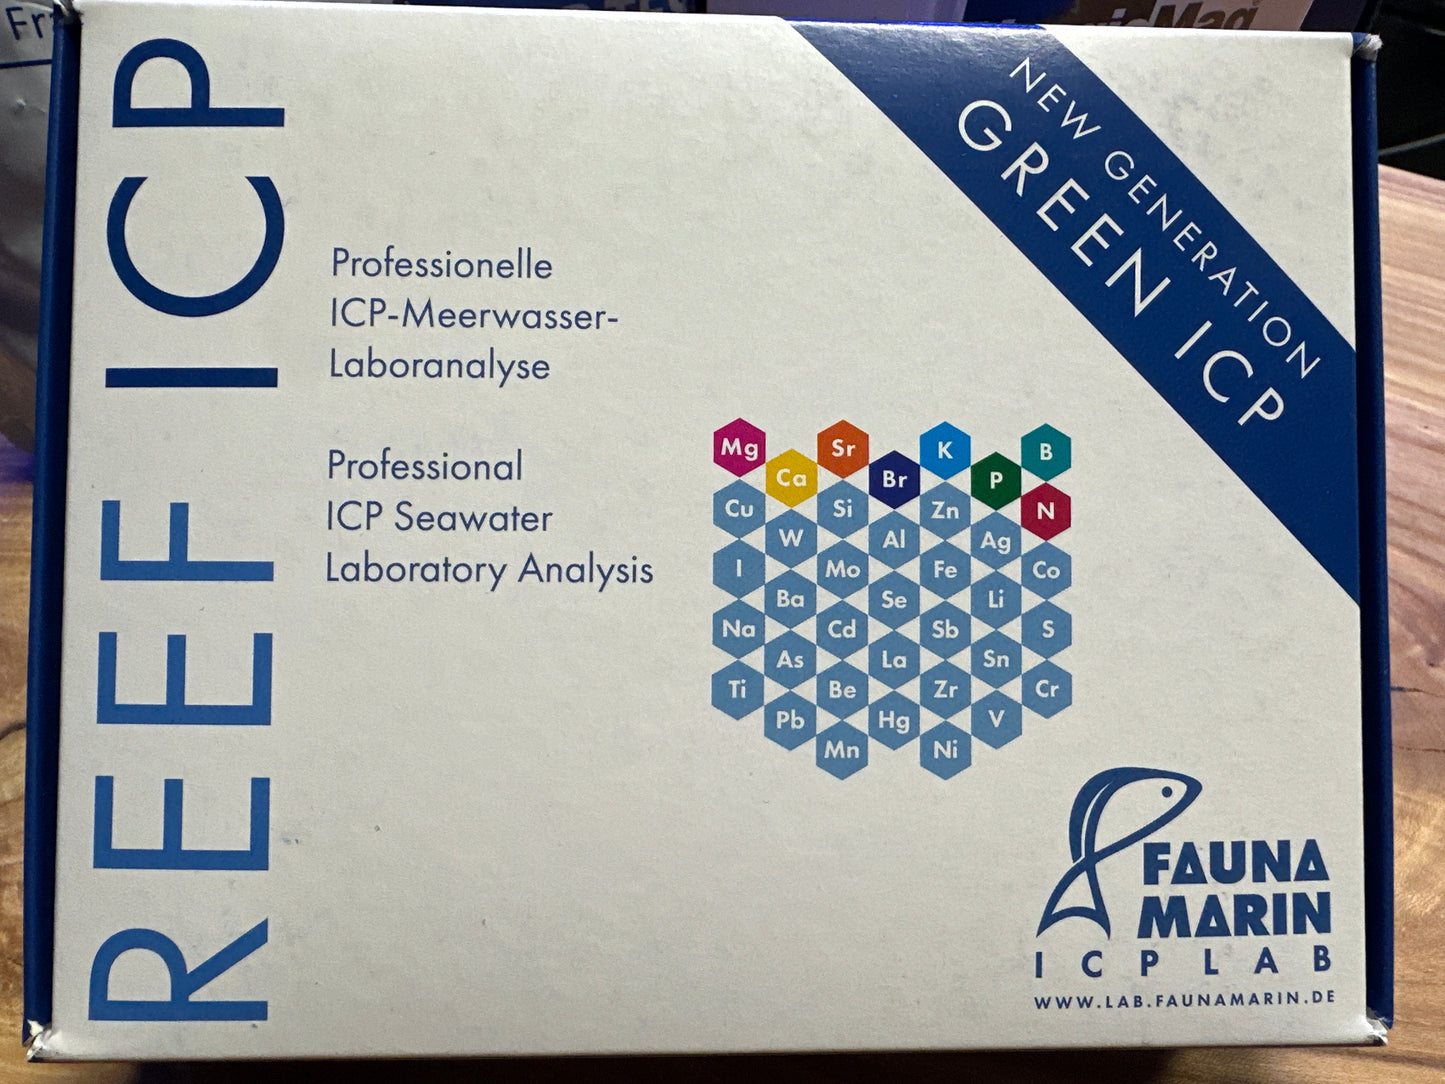 REEF ICP
NEW GENERATION
GREEN ICP
Professionelle
ICP-Meerwasser-
Laboranalyse
Professional
ICP Seawater
Laboratory Analysis
Mg Sr K B
Ca Br P
Cu Si Zn N
W Al Ag
I Mo Fe Co
Ba Se Li
Na Cd Sb S
As La Sn
Ti Be Zr Cr
Pb Hg V
Mn Ni
FAUNA
MARIN
ICP LAB
WWW.LAB.FAUNAMARIN.DE